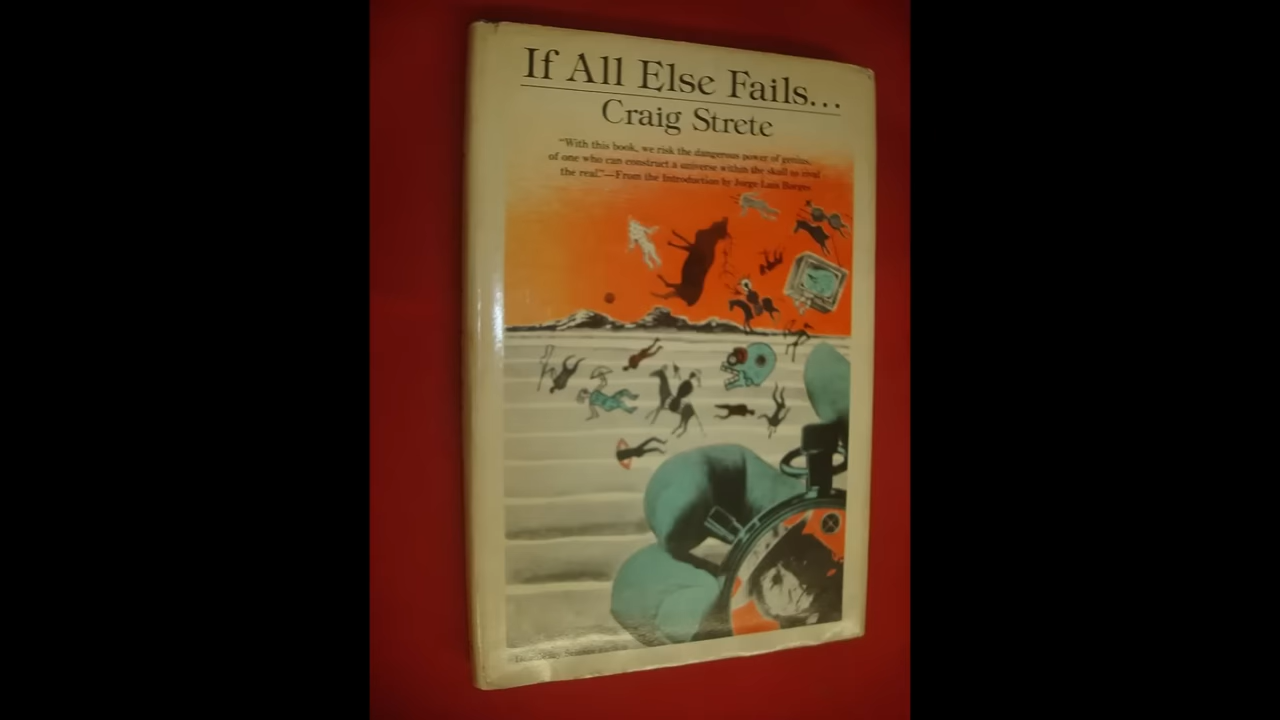 If All Else Fails...
Craig Strete
"With this book, we risk the dangerous power of genius,
of one who can construct a universe within the skull to rival
the real."—From the Introduction by Jorge Luis Borges